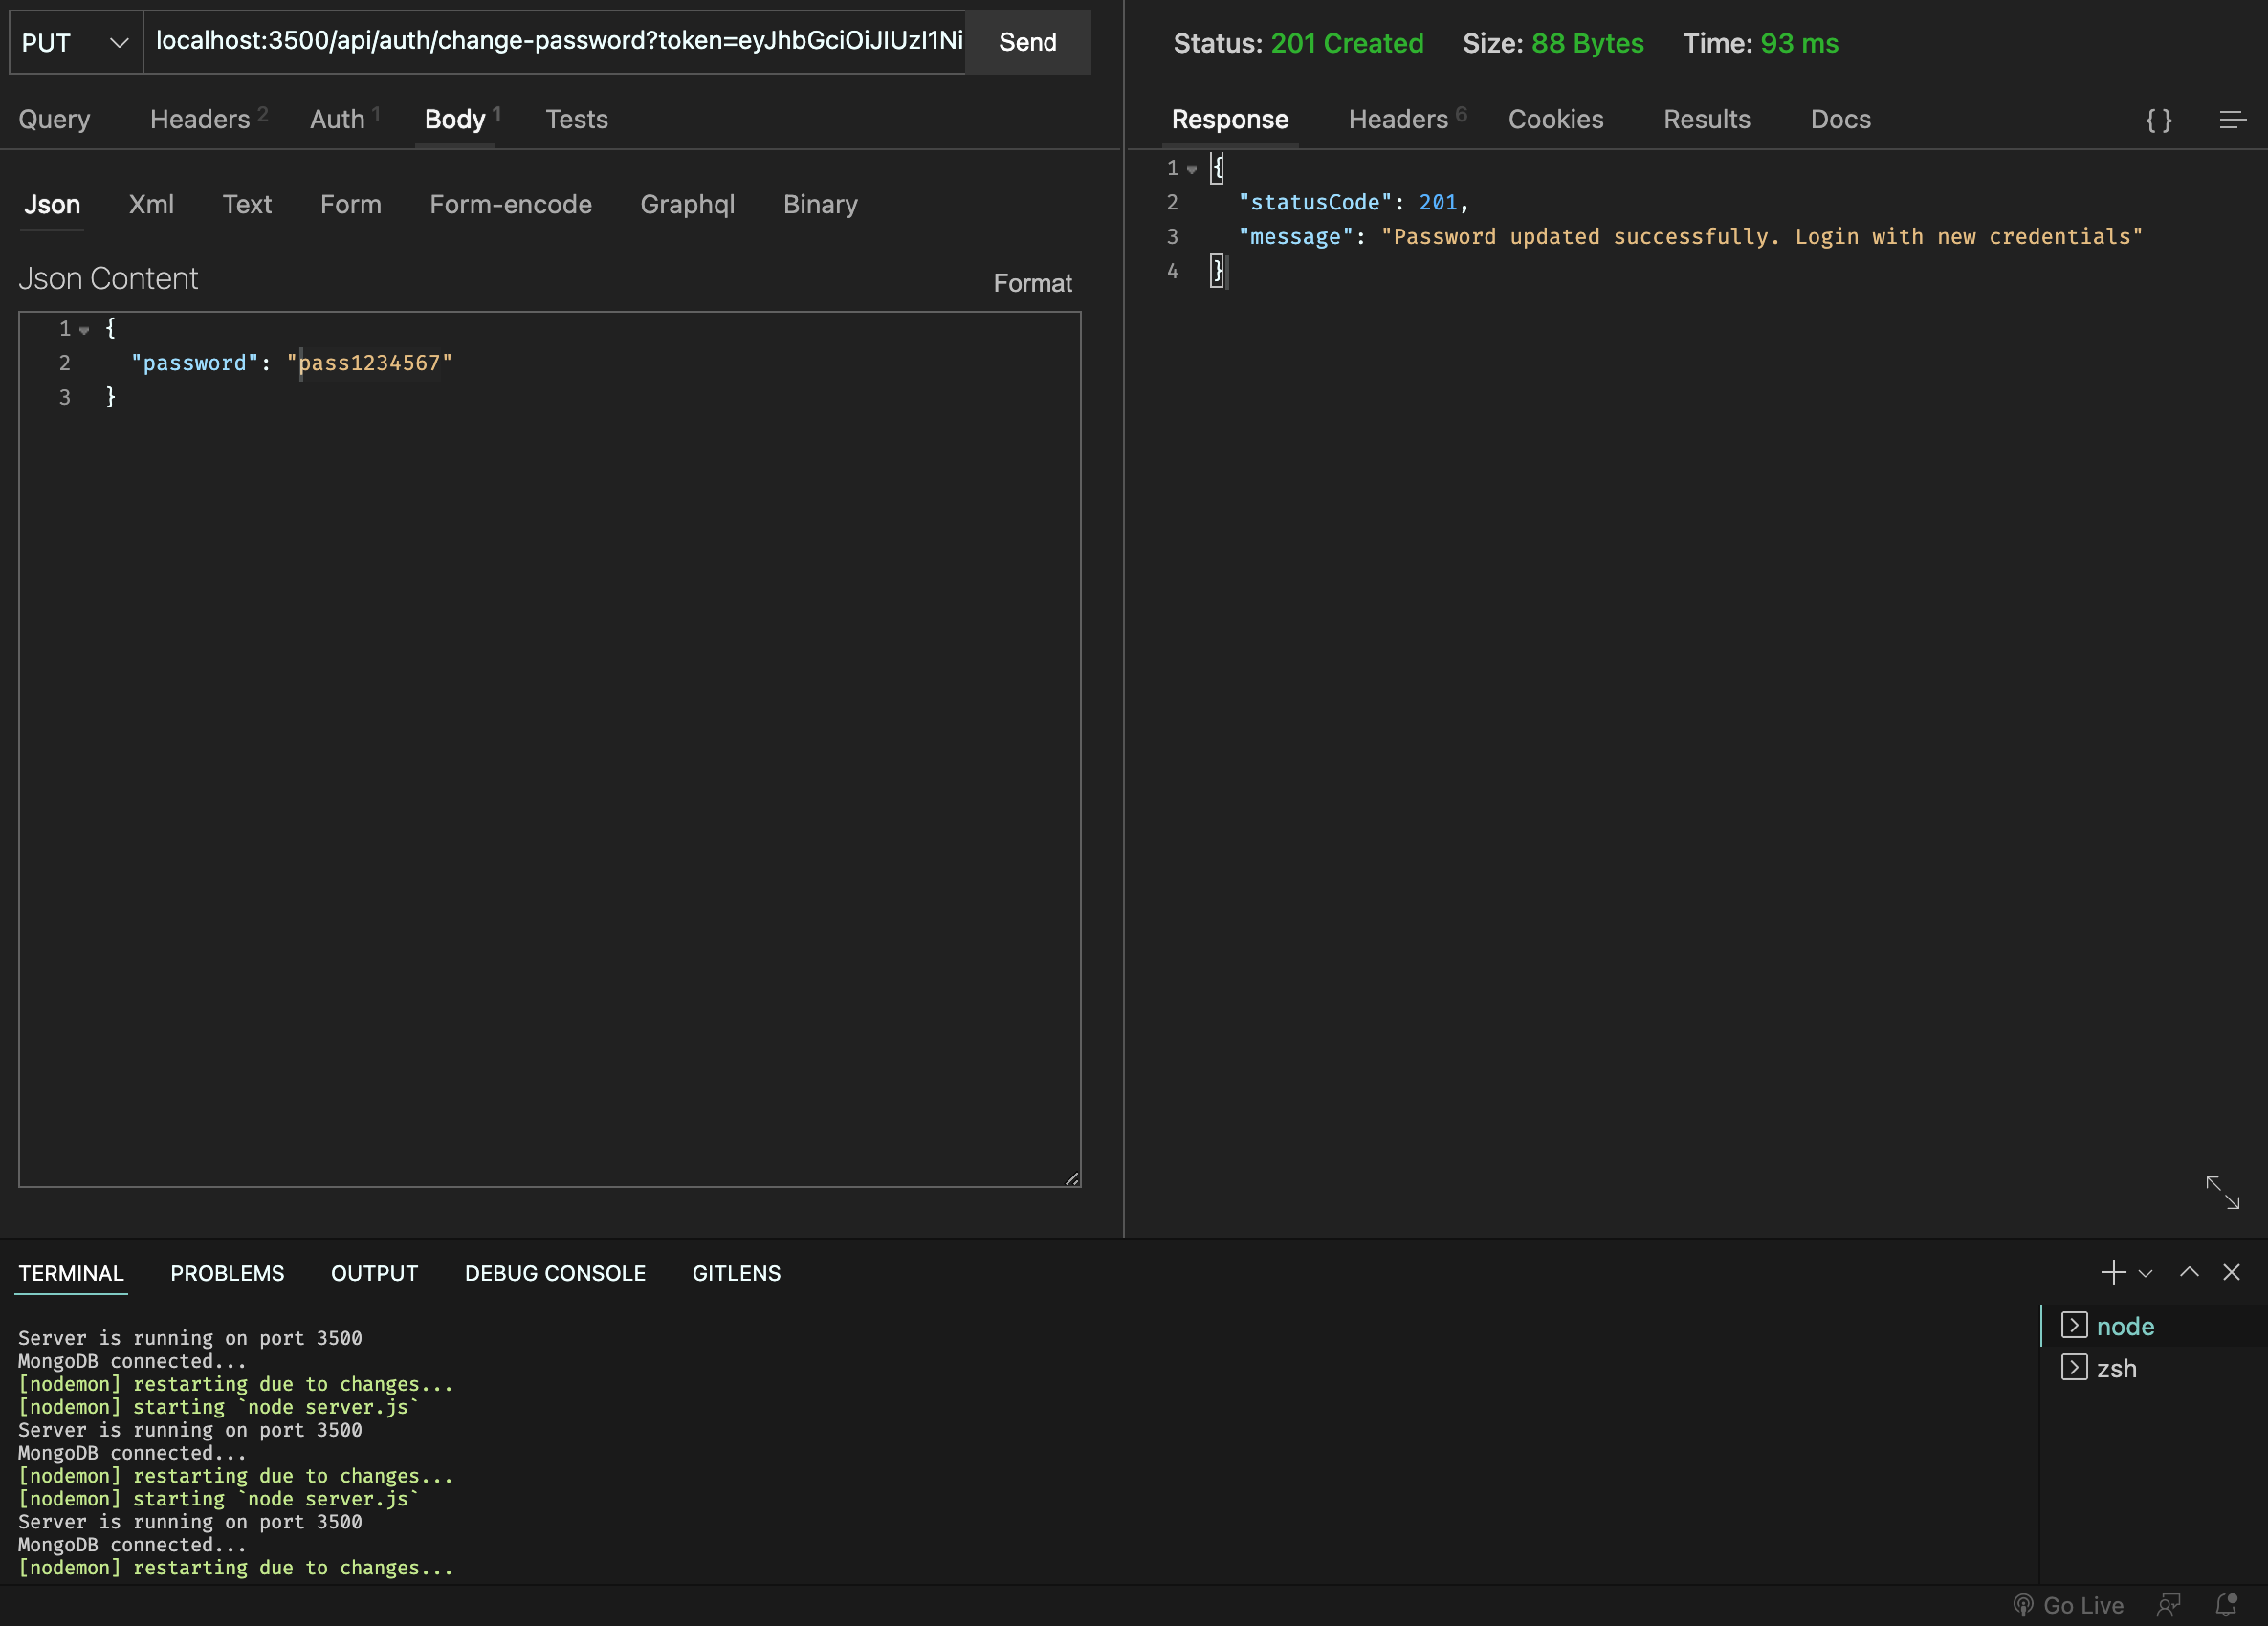 PUT localhost:3500/api/auth/change-password?token=eyJhbGciOiJIUzI1Ni Send
Query Headers 2 Auth 1 Body 1 Tests
Json Xml Text Form Form-encode Graphql Binary
Json Content Format
1 {
2 "password": "pass1234567"
3 }
Status: 201 Created Size: 88 Bytes Time: 93 ms
Response Headers 6 Cookies Results Docs { }
1 {
2 "statusCode": 201,
3 "message": "Password updated successfully. Login with new credentials"
4 }
TERMINAL PROBLEMS OUTPUT DEBUG CONSOLE GITLENS
Server is running on port 3500
MongoDB connected...
[nodemon] restarting due to changes...
[nodemon] starting `node server.js`
Server is running on port 3500
MongoDB connected...
[nodemon] restarting due to changes...
[nodemon] starting `node server.js`
Server is running on port 3500
MongoDB connected...
[nodemon] restarting due to changes...
node
zsh
Go Live